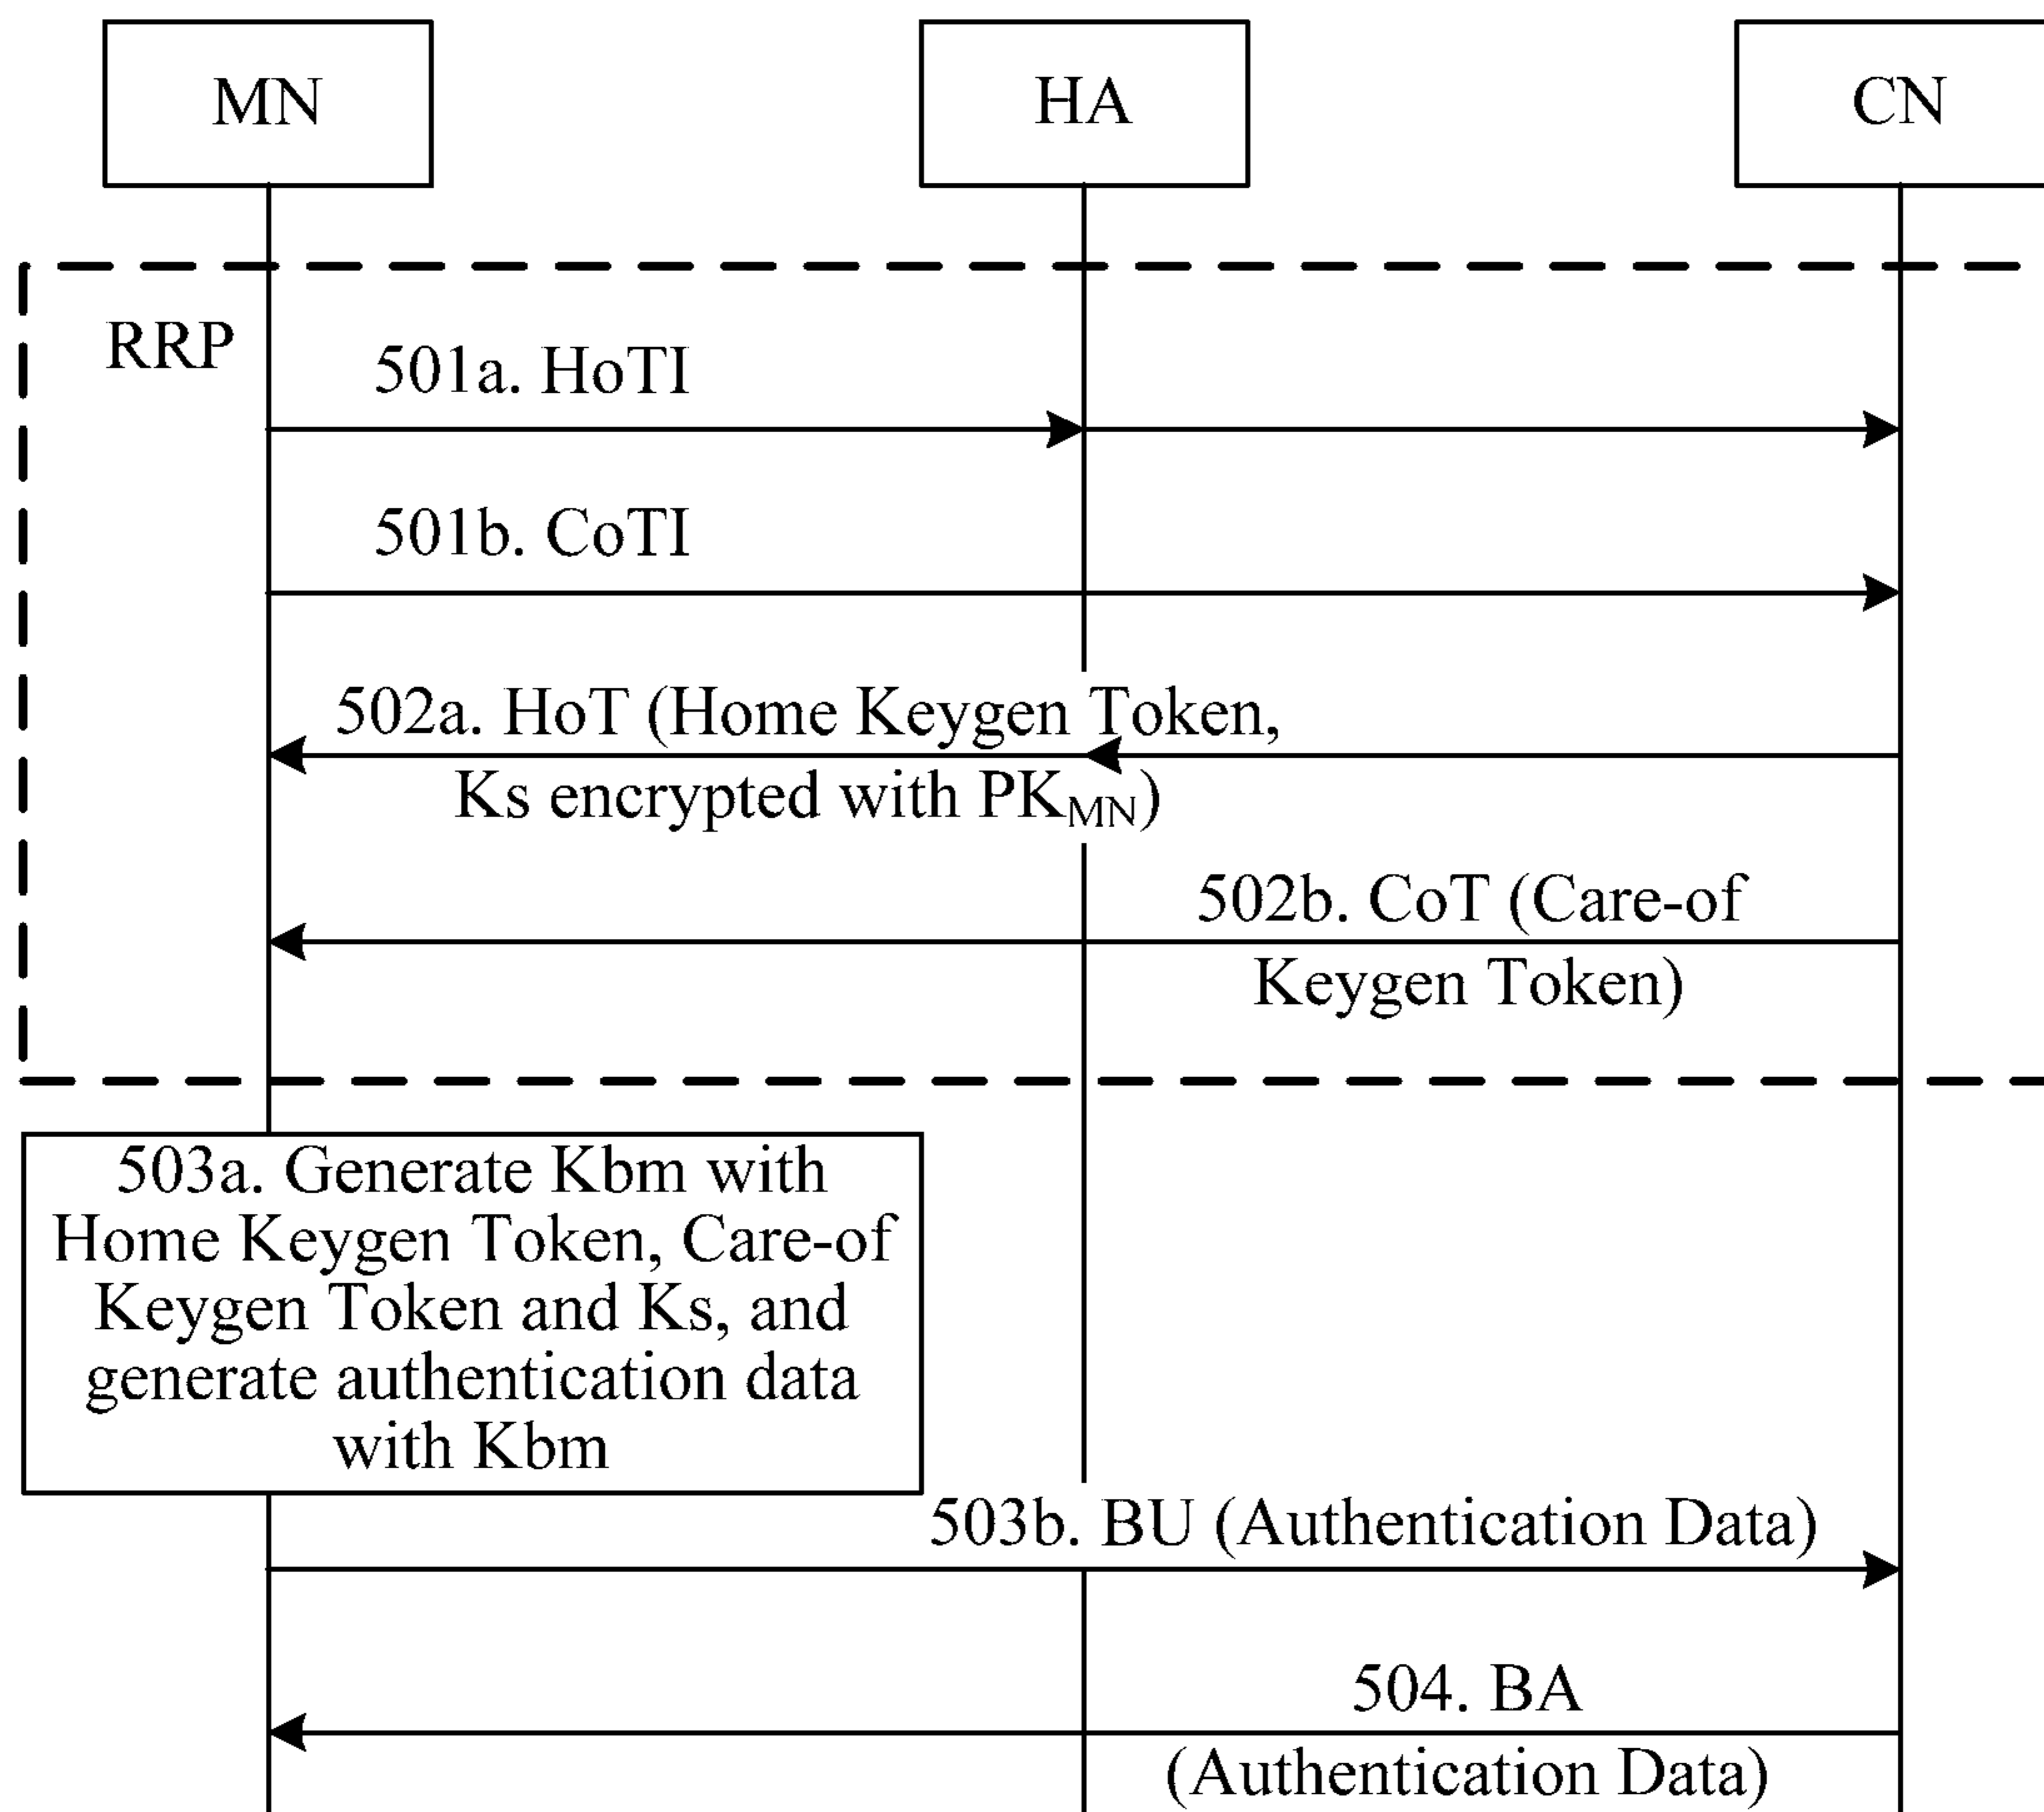 MN
HA
CN
RRP
501a. HoTI
501b. CoTI
502a. HoT (Home Keygen Token,
Ks encrypted with PKMN)
502b. CoT (Care-of
Keygen Token)
503a. Generate Kbm with
Home Keygen Token, Care-of
Keygen Token and Ks, and
generate authentication data
with Kbm
503b. BU (Authentication Data)
504. BA
(Authentication Data)